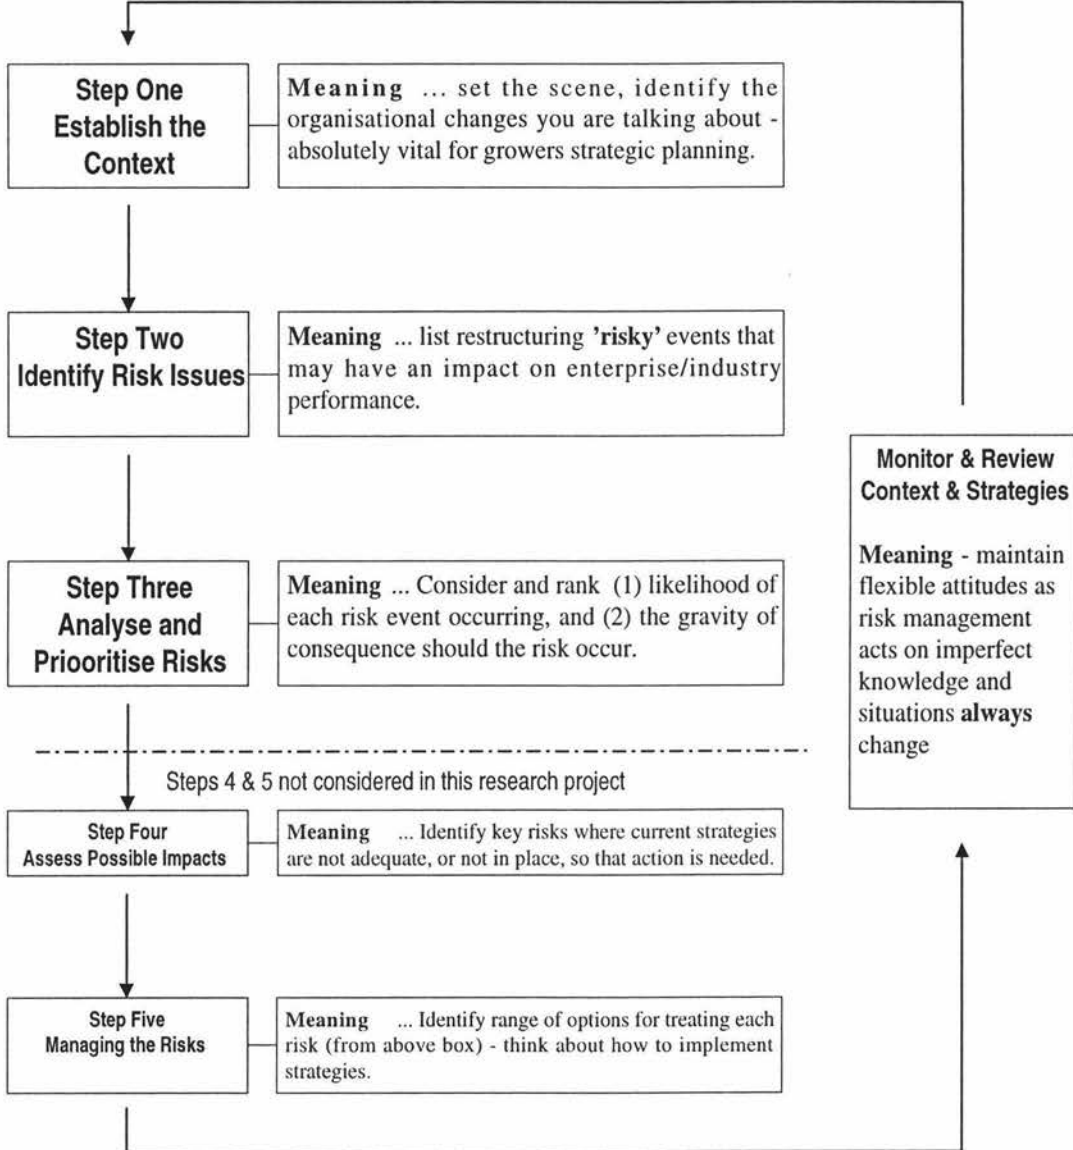 Step One
Establish the
Context
Meaning ... set the scene, identify the
organisational changes you are talking about -
absolutely vital for growers strategic planning.
Step Two
Identify Risk Issues
Meaning ... list restructuring 'risky' events that
may have an impact on enterprise/industry
performance.
Step Three
Analyse and
Priooritise Risks
Meaning ... Consider and rank (1) likelihood of
each risk event occurring, and (2) the gravity of
consequence should the risk occur.
Steps 4 & 5 not considered in this research project
Step Four
Assess Possible Impacts
Meaning ... Identify key risks where current strategies
are not adequate, or not in place, so that action is needed.
Step Five
Managing the Risks
Meaning ... Identify range of options for treating each
risk (from above box) - think about how to implement
strategies.
Monitor & Review
Context & Strategies
Meaning - maintain
flexible attitudes as
risk management
acts on imperfect
knowledge and
situations always
change